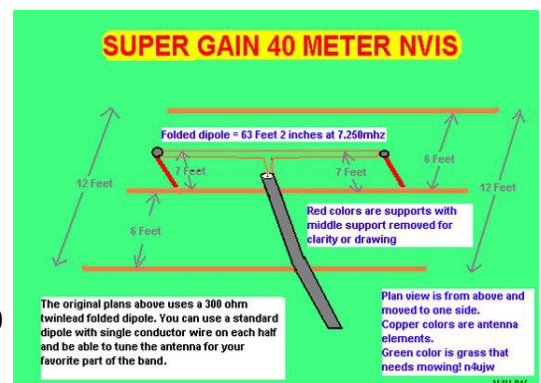 SUPER GAIN 40 METER NVIS
Folded dipole = 63 Feet 2 inches at 7.250mhz
12 Feet
7 Feet
7 Feet
6 Feet
12 Feet
6 Feet
Red colors are supports with
middle support removed for
clarity or drawing
The original plans above uses a 300 ohm
twinlead folded dipole. You can use a standard
dipole with single conductor wire on each half
and be able to tune the antenna for your
favorite part of the band.
Plan view is from above and
moved to one side.
Copper colors are antenna
elements.
Green color is grass that
needs mowing! n4ujw